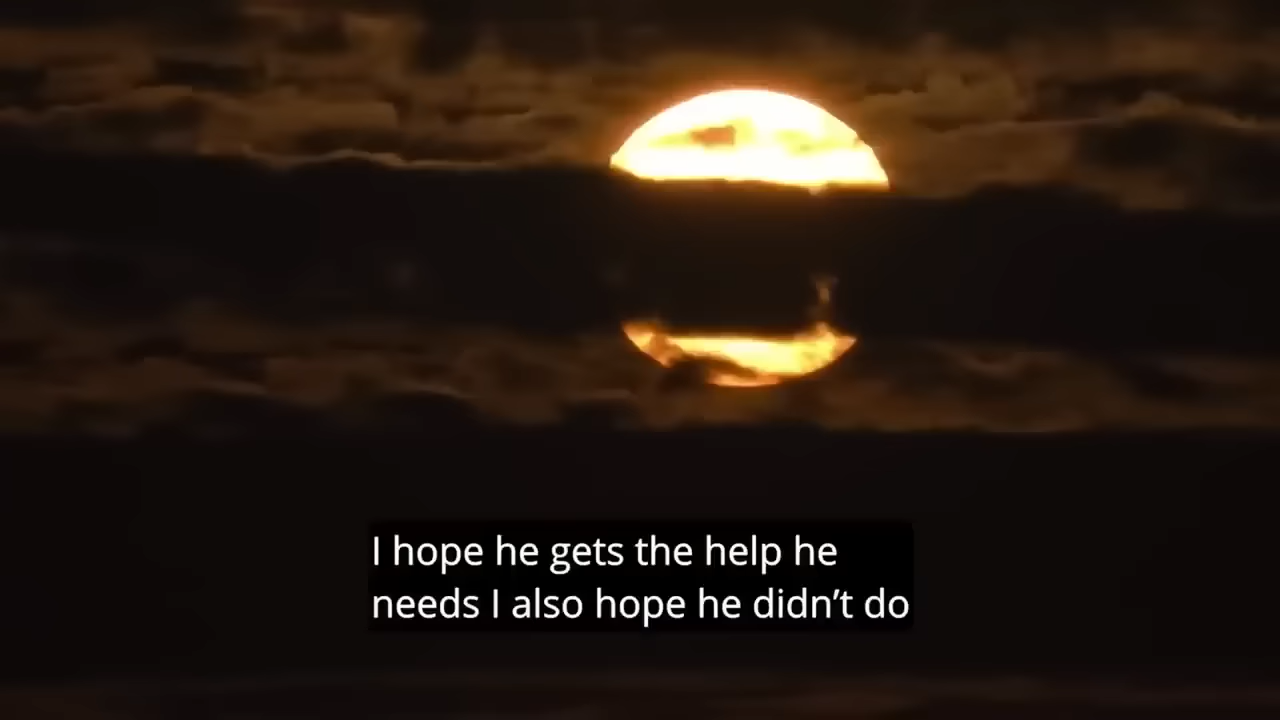 I hope he gets the help he
needs I also hope he didn’t do